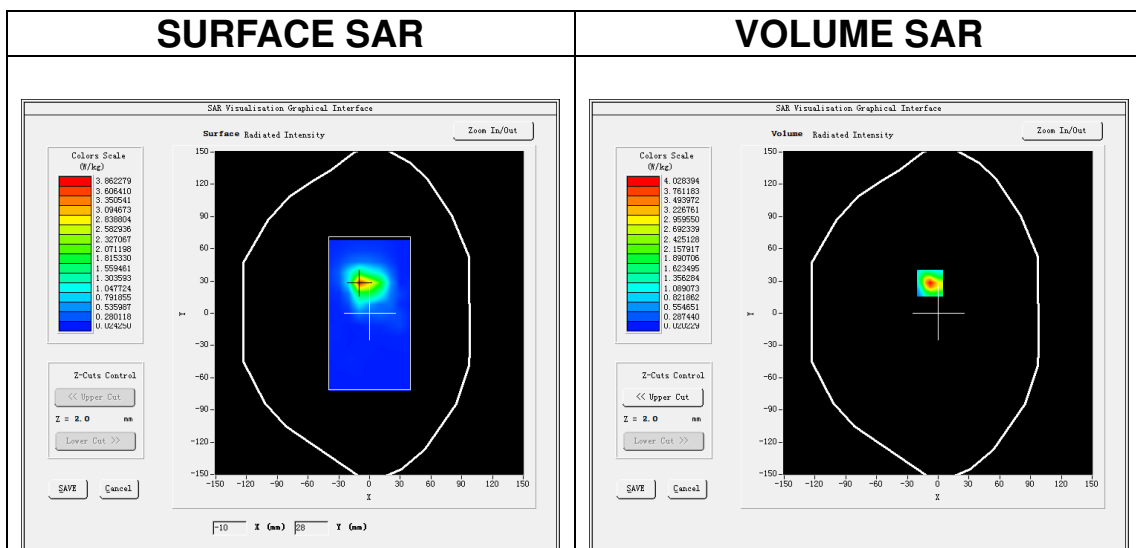 SURFACE SAR
VOLUME SAR
SAR Visualisation Graphical Interface
Surface Radiated Intensity
Zoom In/Out
Colors Scale
(W/kg)
3.862279
3.606410
3.350541
3.094673
2.838804
2.582936
2.327067
2.071198
1.815330
1.559461
1.303593
1.047724
0.791855
0.535987
0.280118
0.024250
150
120
90
60
30
0
-30
-60
-90
-120
-150
Y
-150 -120 -90 -60 -30 0 30 60 90 120 150
X
Z-Cuts Control
<< Upper Cut
Z = 2.0 mm
Lower Cut >>
SAVE Cancel
-10 X (mm) 28 Y (mm)
SAR Visualisation Graphical Interface
Volume Radiated Intensity
Zoom In/Out
Colors Scale
(W/kg)
4.028394
3.761183
3.493972
3.226761
2.959550
2.692339
2.425128
2.157917
1.890706
1.623495
1.356284
1.089073
0.821862
0.554651
0.287440
0.020229
150
120
90
60
30
0
-30
-60
-90
-120
-150
Y
-150 -120 -90 -60 -30 0 30 60 90 120 150
X
Z-Cuts Control
<< Upper Cut
Z = 2.0 mm
Lower Cut >>
SAVE Cancel